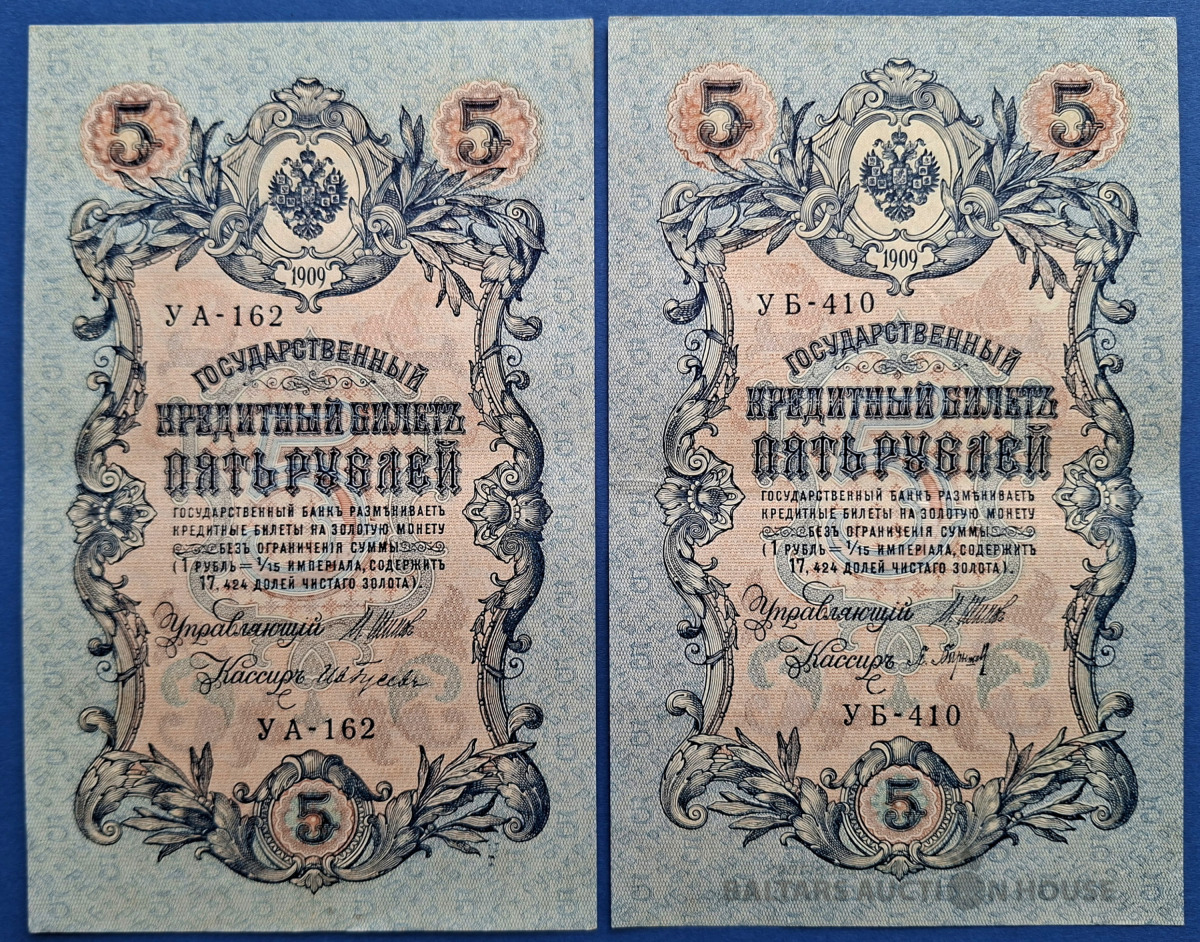 5 5
1909
УА-162
ГОСУДАРСТВЕННЫЙ
КРЕДИТНЫЙ БИЛЕТЪ
ПЯТЬ РУБЛЕЙ
ГОСУДАРСТВЕННЫЙ БАНКЪ РАЗМѢНИВАЕТЪ
КРЕДИТНЫЕ БИЛЕТЫ НА ЗОЛОТУЮ МОНЕТУ
БЕЗЪ ОГРАНИЧЕНІЯ СУММЫ
(1 РУБЛЬ = 1/15 ИМПЕРІАЛА, СОДЕРЖИТЪ
17,424 ДОЛЕЙ ЧИСТАГО ЗОЛОТА).
Управляющій
Кассиръ
УА-162
5
5 5
1909
УБ-410
ГОСУДАРСТВЕННЫЙ
КРЕДИТНЫЙ БИЛЕТЪ
ПЯТЬ РУБЛЕЙ
ГОСУДАРСТВЕННЫЙ БАНКЪ РАЗМѢНИВАЕТЪ
КРЕДИТНЫЕ БИЛЕТЫ НА ЗОЛОТУЮ МОНЕТУ
БЕЗЪ ОГРАНИЧЕНІЯ СУММЫ
(1 РУБЛЬ = 1/15 ИМПЕРІАЛА, СОДЕРЖИТЪ
17,424 ДОЛЕЙ ЧИСТАГО ЗОЛОТА).
Управляющій
Кассиръ
УБ-410
5
BALTARS AUCTION HOUSE